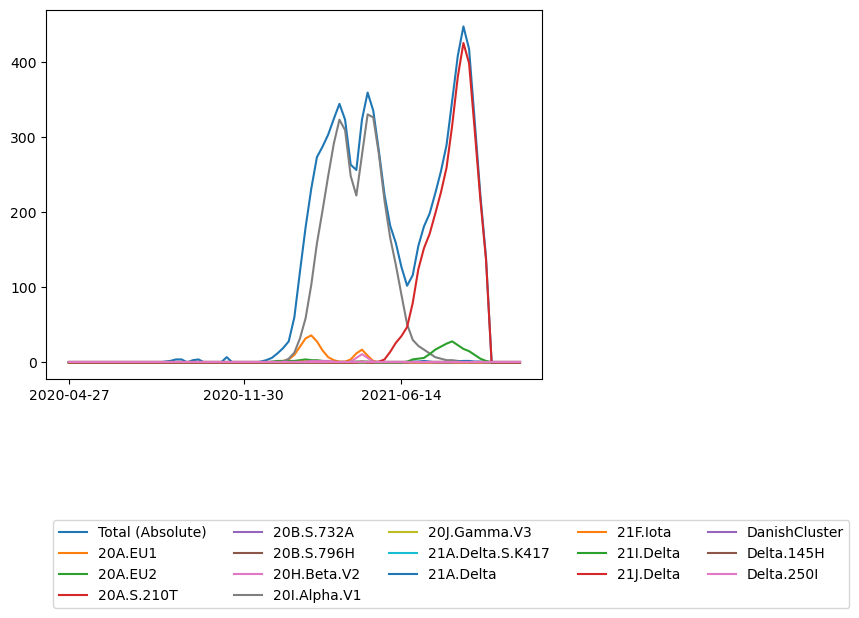 400
300
200
100
0
2020-04-27 2020-11-30 2021-06-14
Total (Absolute) 20B.S.732A 20J.Gamma.V3 21F.Iota DanishCluster
20A.EU1 20B.S.796H 21A.Delta.S.K417 21I.Delta Delta.145H
20A.EU2 20H.Beta.V2 21A.Delta 21J.Delta Delta.250I
20A.S.210T 20I.Alpha.V1